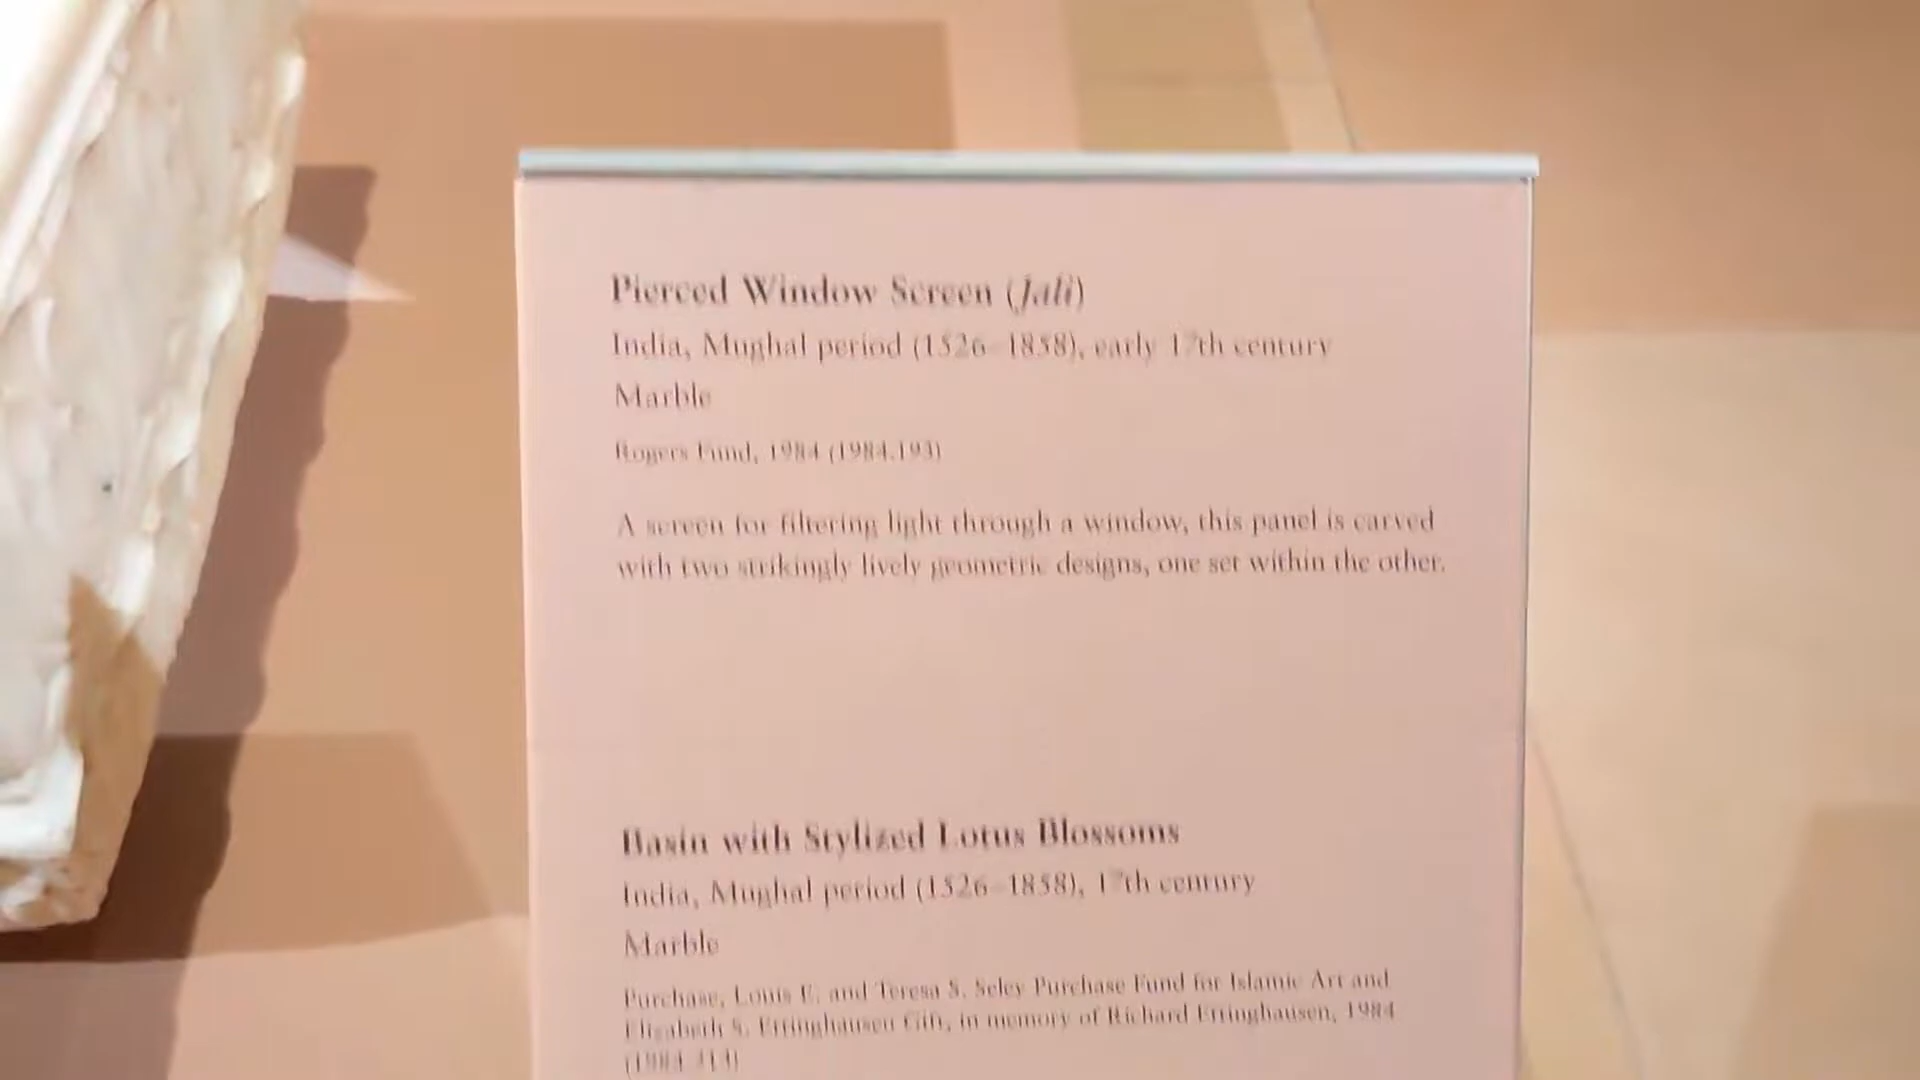 Pierced Window Screen (Jali)
India, Mughal period (1526–1858), early 17th century
Marble
Rogers Fund, 1984 (1984.193)
A screen for filtering light through a window, this panel is carved
with two strikingly lively geometric designs, one set within the other.
Basin with Stylized Lotus Blossoms
India, Mughal period (1526–1858), 17th century
Marble
Purchase, Louis E. and Teresa S. Seley Purchase Fund for Islamic Art and
Elizabeth S. Ettinghausen Gift, in memory of Richard Ettinghausen, 1984